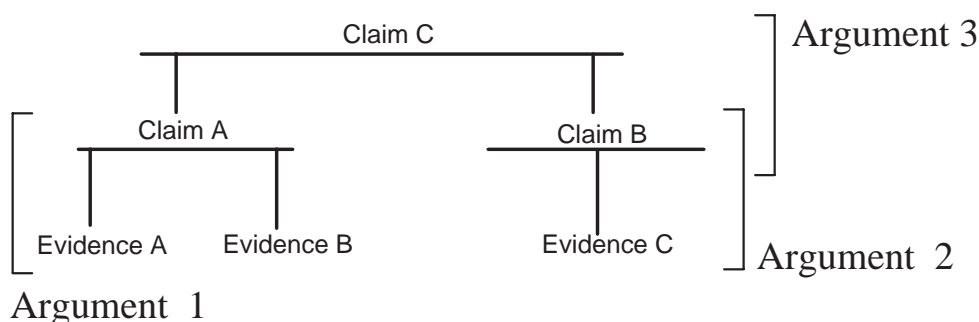 Claim C
Argument 3
Claim A
Claim B
Evidence A
Evidence B
Evidence C
Argument 2
Argument 1